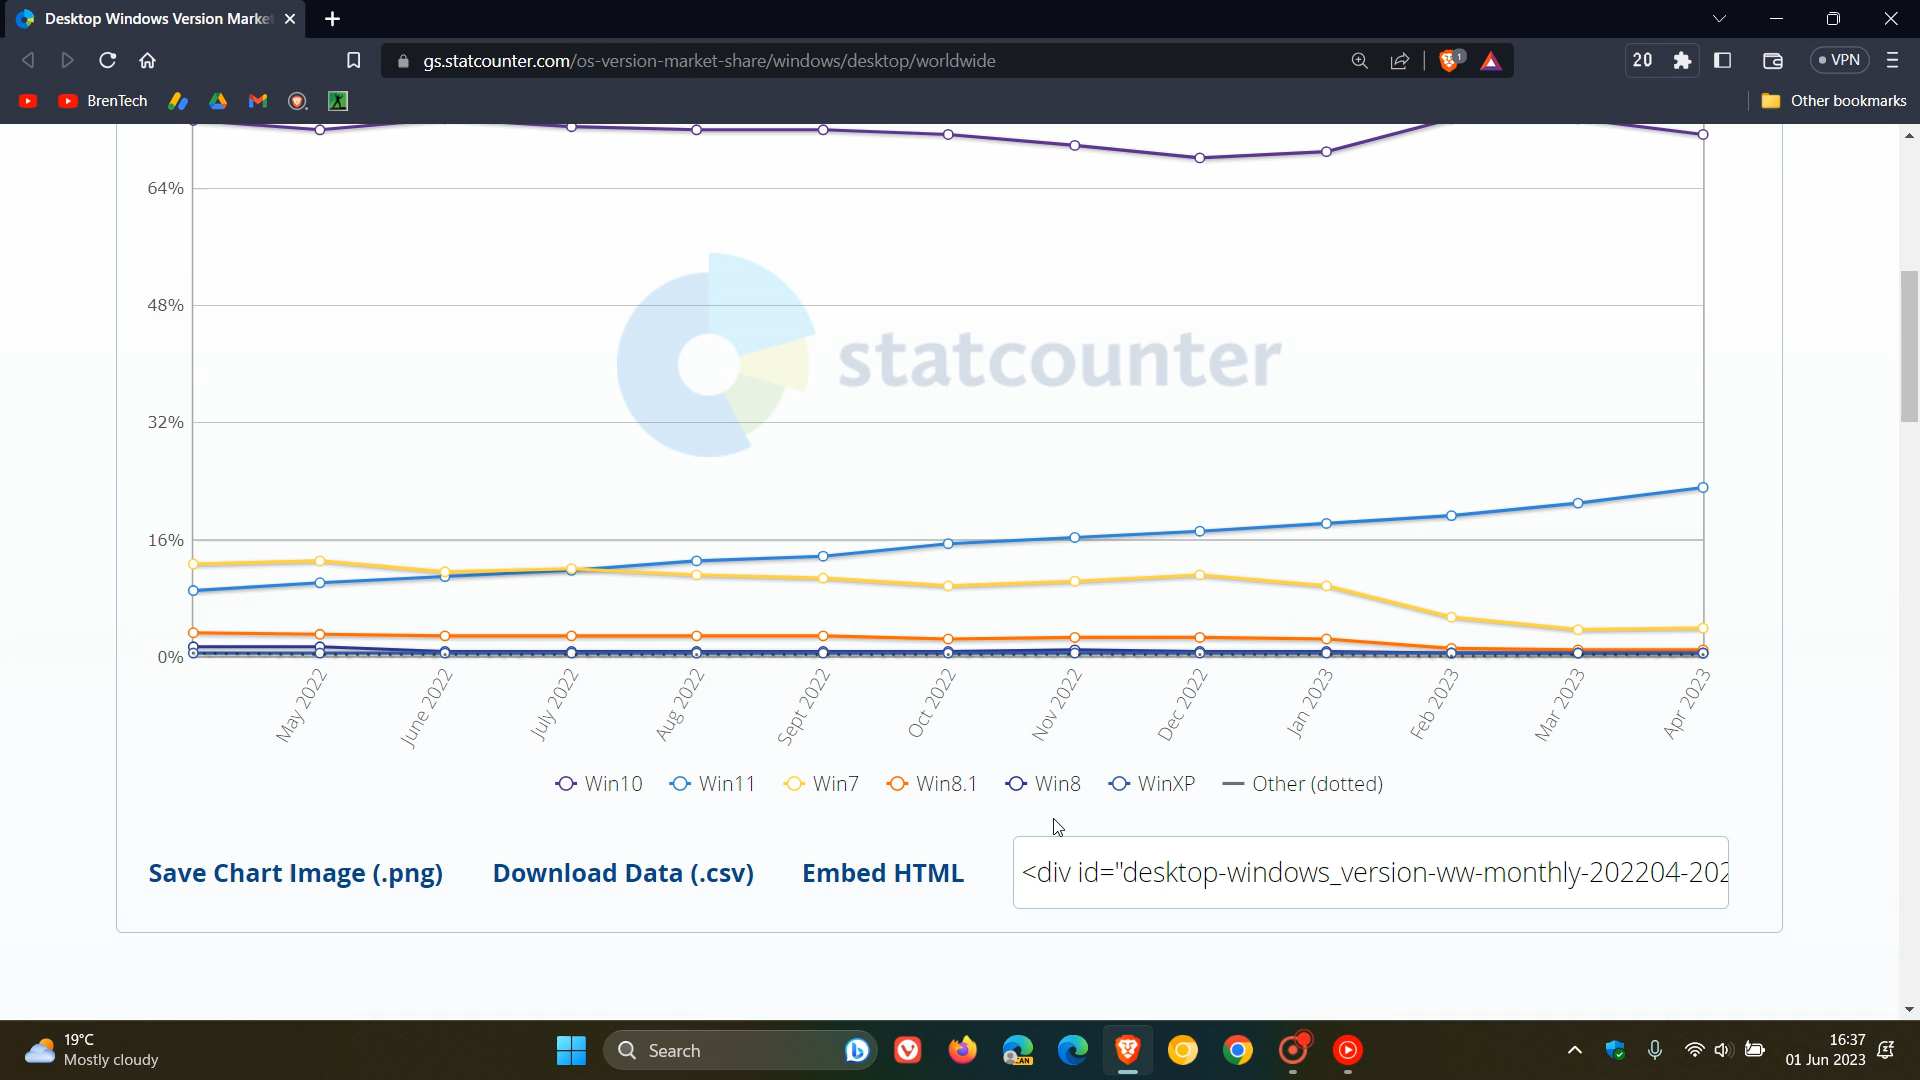 Desktop Windows Version Marke
gs.statcounter.com/os-version-market-share/windows/desktop/worldwide
1
20
VPN
BrenTech
Other bookmarks
64%
48%
statcounter
32%
16%
0%
May 2022
June 2022
July 2022
Aug 2022
Sept 2022
Oct 2022
Nov 2022
Dec 2022
Jan 2023
Feb 2023
Mar 2023
Apr 2023
Win10 Win11 Win7 Win8.1 Win8 WinXP Other (dotted)
Save Chart Image (.png) Download Data (.csv) Embed HTML <div id="desktop-windows_version-ww-monthly-202204-202
19°C
Mostly cloudy
Search
CAN
16:37
01 Jun 2023